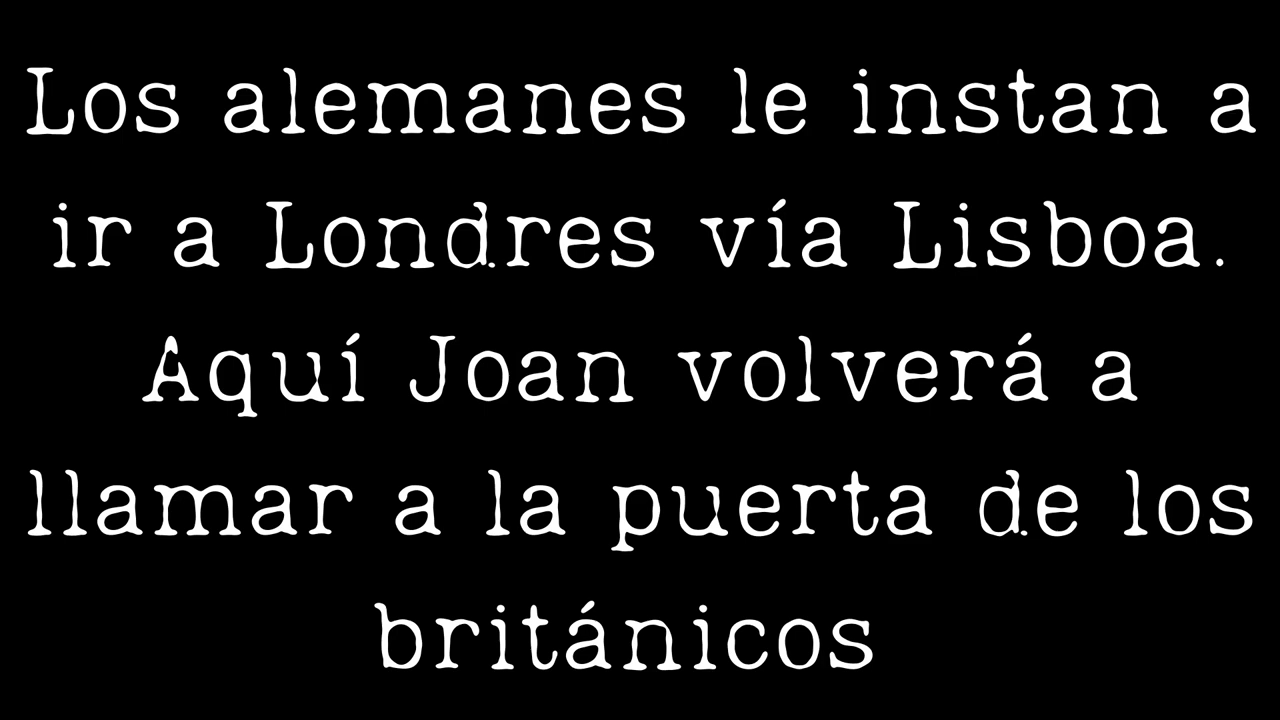 Los alemanes le instan a
ir a Londres vía Lisboa.
Aquí Joan volverá a
llamar a la puerta de los
británicos